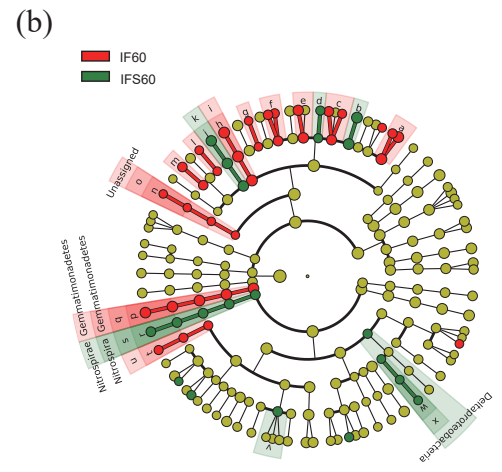 (b)
IF60
IFS60
a
b
c
d
e
f
g
h
i
j
k
l
m
n
o
Unassigned
p
q
Gemmatimonadetes
Gemmatimonadetes
r
s
Nitrospira
Nitrospirae
t
u
v
w
x
Deltaproteobacteria